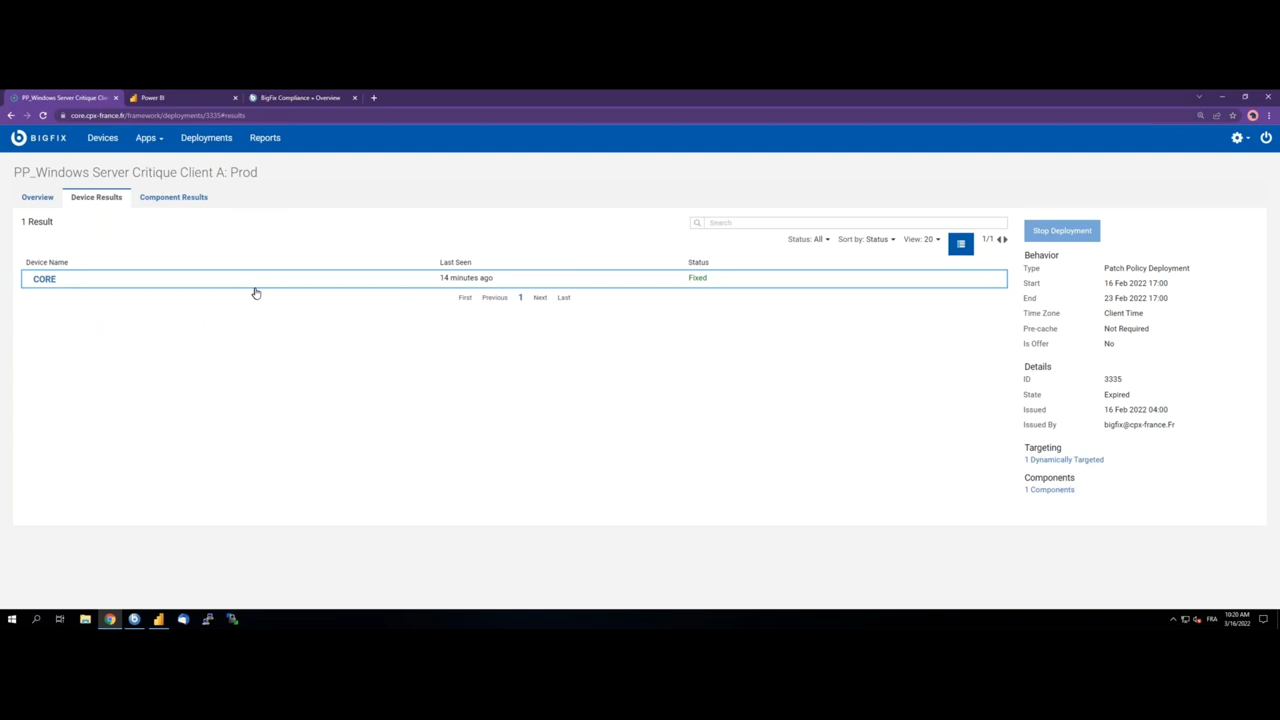 PP_Windows Server Critique Clie
Power BI
BigFix Compliance » Overview
core.cpx-france.fr/framework/deployments/3335#results
BIGFIX
Devices
Apps
Deployments
Reports
PP_Windows Server Critique Client A: Prod
Overview
Device Results
Component Results
1 Result
Search
Status: All
Sort by: Status
View: 20
1/1
Device Name
Last Seen
Status
CORE
14 minutes ago
Fixed
First
Previous
1
Next
Last
Stop Deployment
Behavior
Type Patch Policy Deployment
Start 16 Feb 2022 17:00
End 23 Feb 2022 17:00
Time Zone Client Time
Pre-cache Not Required
Is Offer No
Details
ID 3335
State Expired
Issued 16 Feb 2022 04:00
Issued By bigfix@cpx-france.Fr
Targeting
1 Dynamically Targeted
Components
1 Components
FRA
10:20 AM
3/16/2022